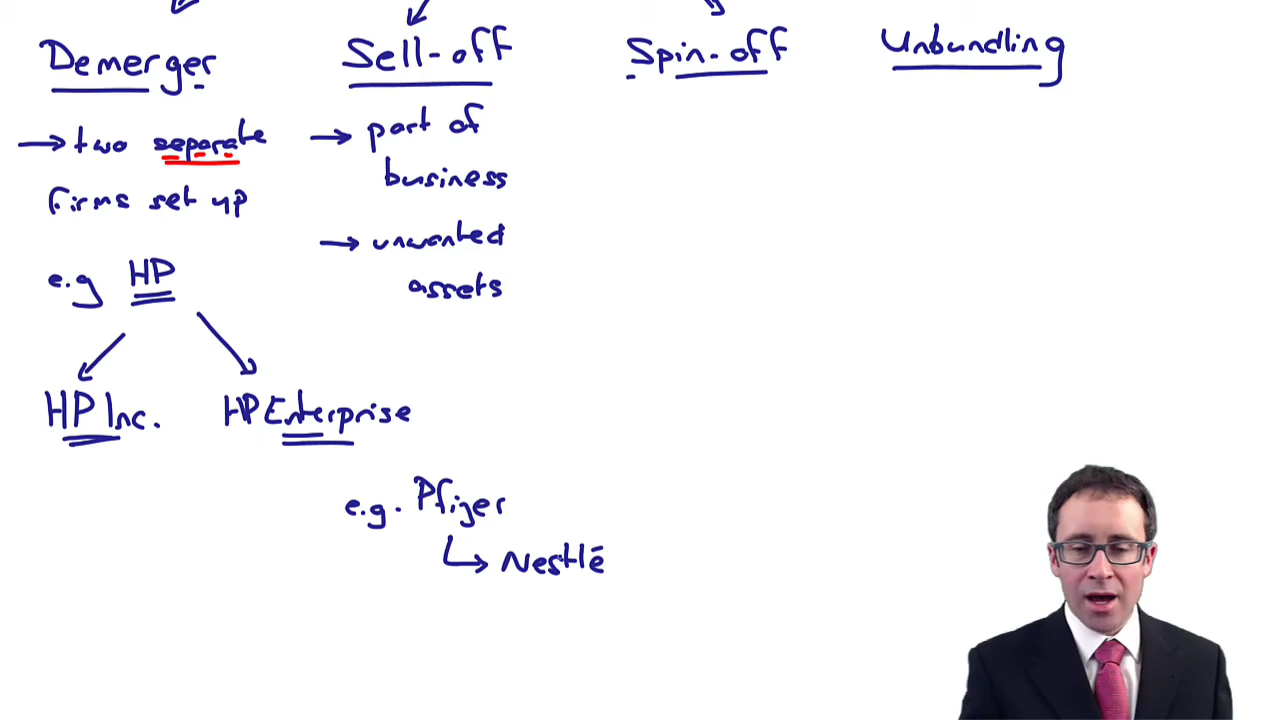 Demerger
→ two separate
firms set up
e.g HP
HP Inc. HP Enterprise
Sell-off
→ part of
business
→ unwanted
assets
e.g. Pfizer
↳ Nestlē
Spin-off
Unbundling